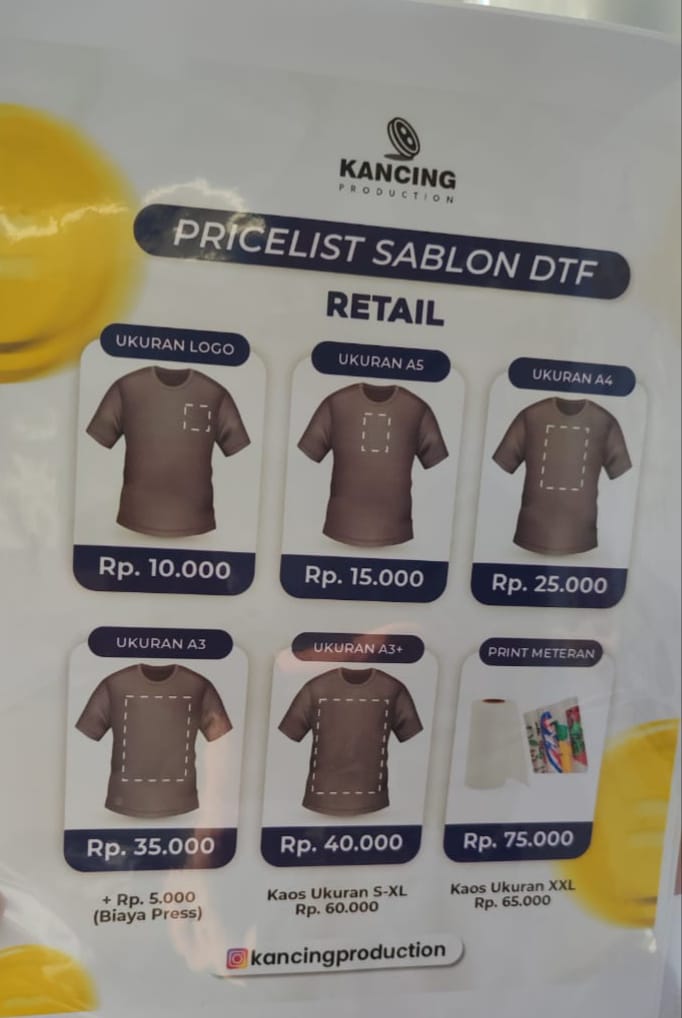 KANCING
PRODUCTION
PRICELIST SABLON DTF
RETAIL
UKURAN LOGO
Rp. 10.000
UKURAN A5
Rp. 15.000
UKURAN A4
Rp. 25.000
UKURAN A3
Rp. 35.000
UKURAN A3+
Rp. 40.000
PRINT METERAN
Rp. 75.000
+ Rp. 5.000
(Biaya Press)
Kaos Ukuran S-XL
Rp. 60.000
Kaos Ukuran XXL
Rp. 65.000
kancingproduction